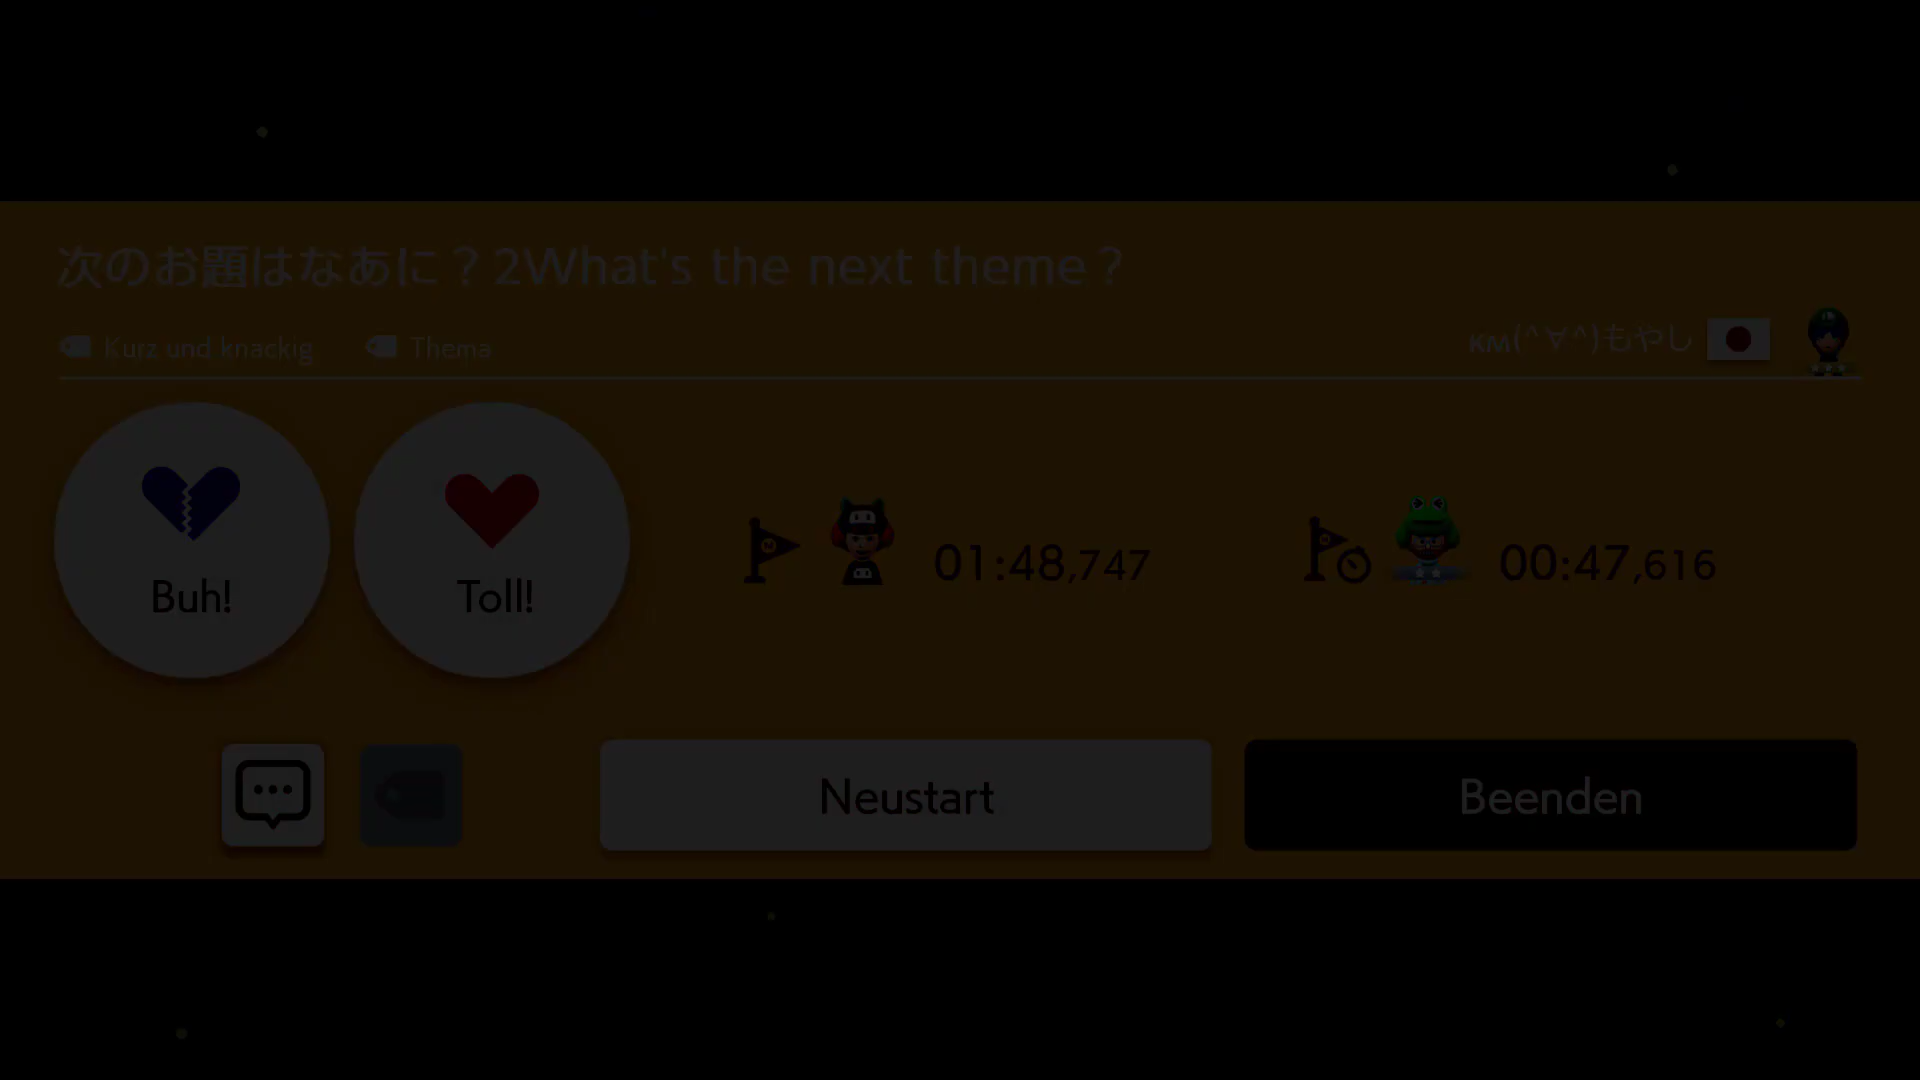 次のお題はなあに？2What's the next theme？
Kurz und knackig
Thema
ᴋᴍ(^∀^)もやし
Buh!
Toll!
01:48,747
00:47,616
Neustart
Beenden